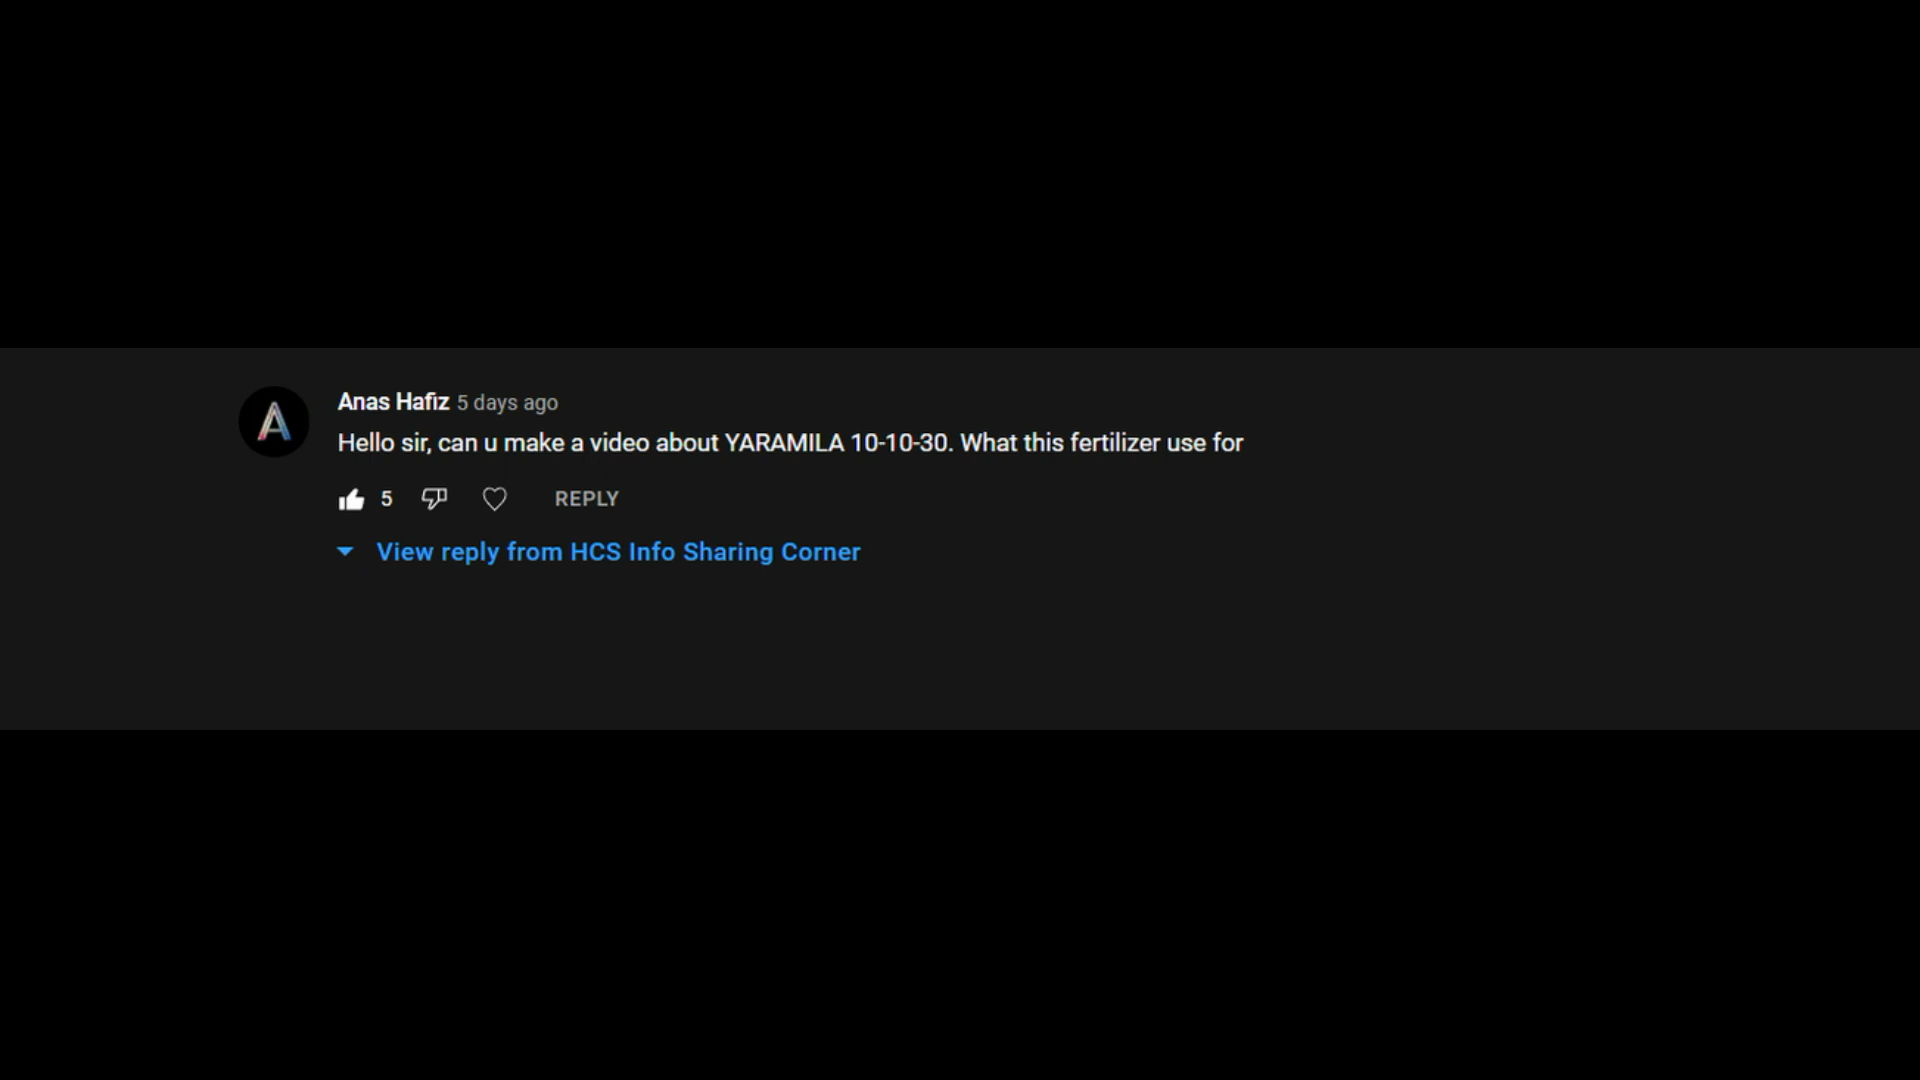 Anas Hafiz 5 days ago
Hello sir, can u make a video about YARAMILA 10-10-30. What this fertilizer use for
5 REPLY
View reply from HCS Info Sharing Corner